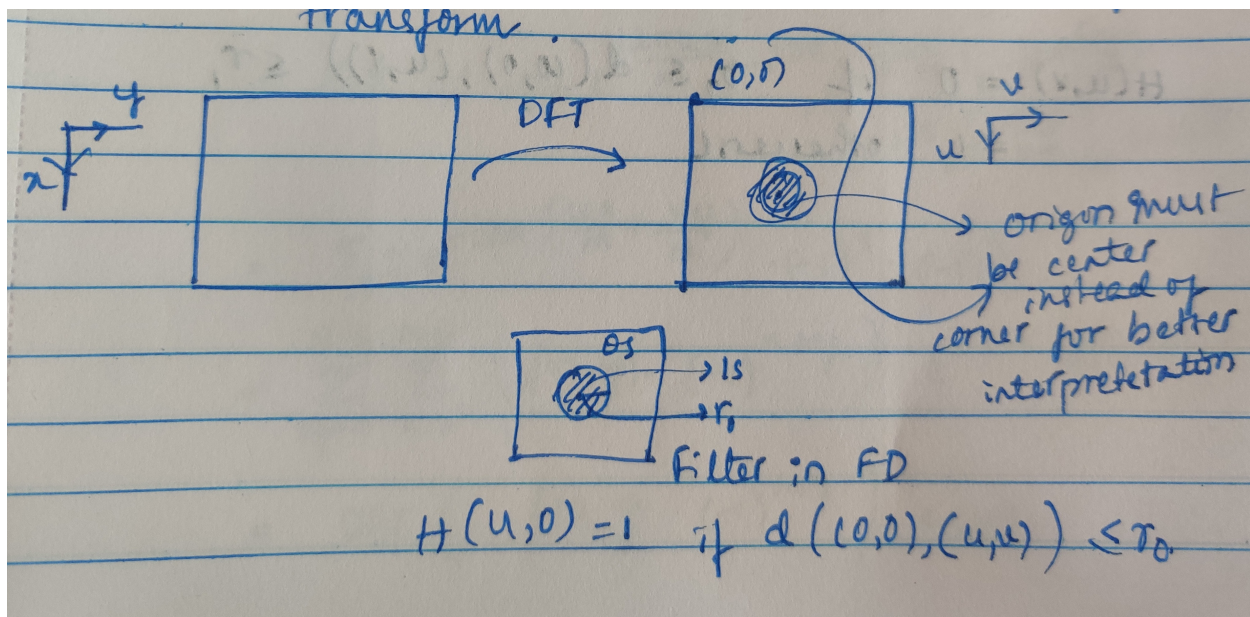 transform.
(0,0)
y
DFT
v
x
u
origin must
be center
instead of
corner for better
interpretetation
0s
1s
r₀
Filter in FD
H(u,0) = 1 if d((0,0),(u,v)) ≤ r₀.